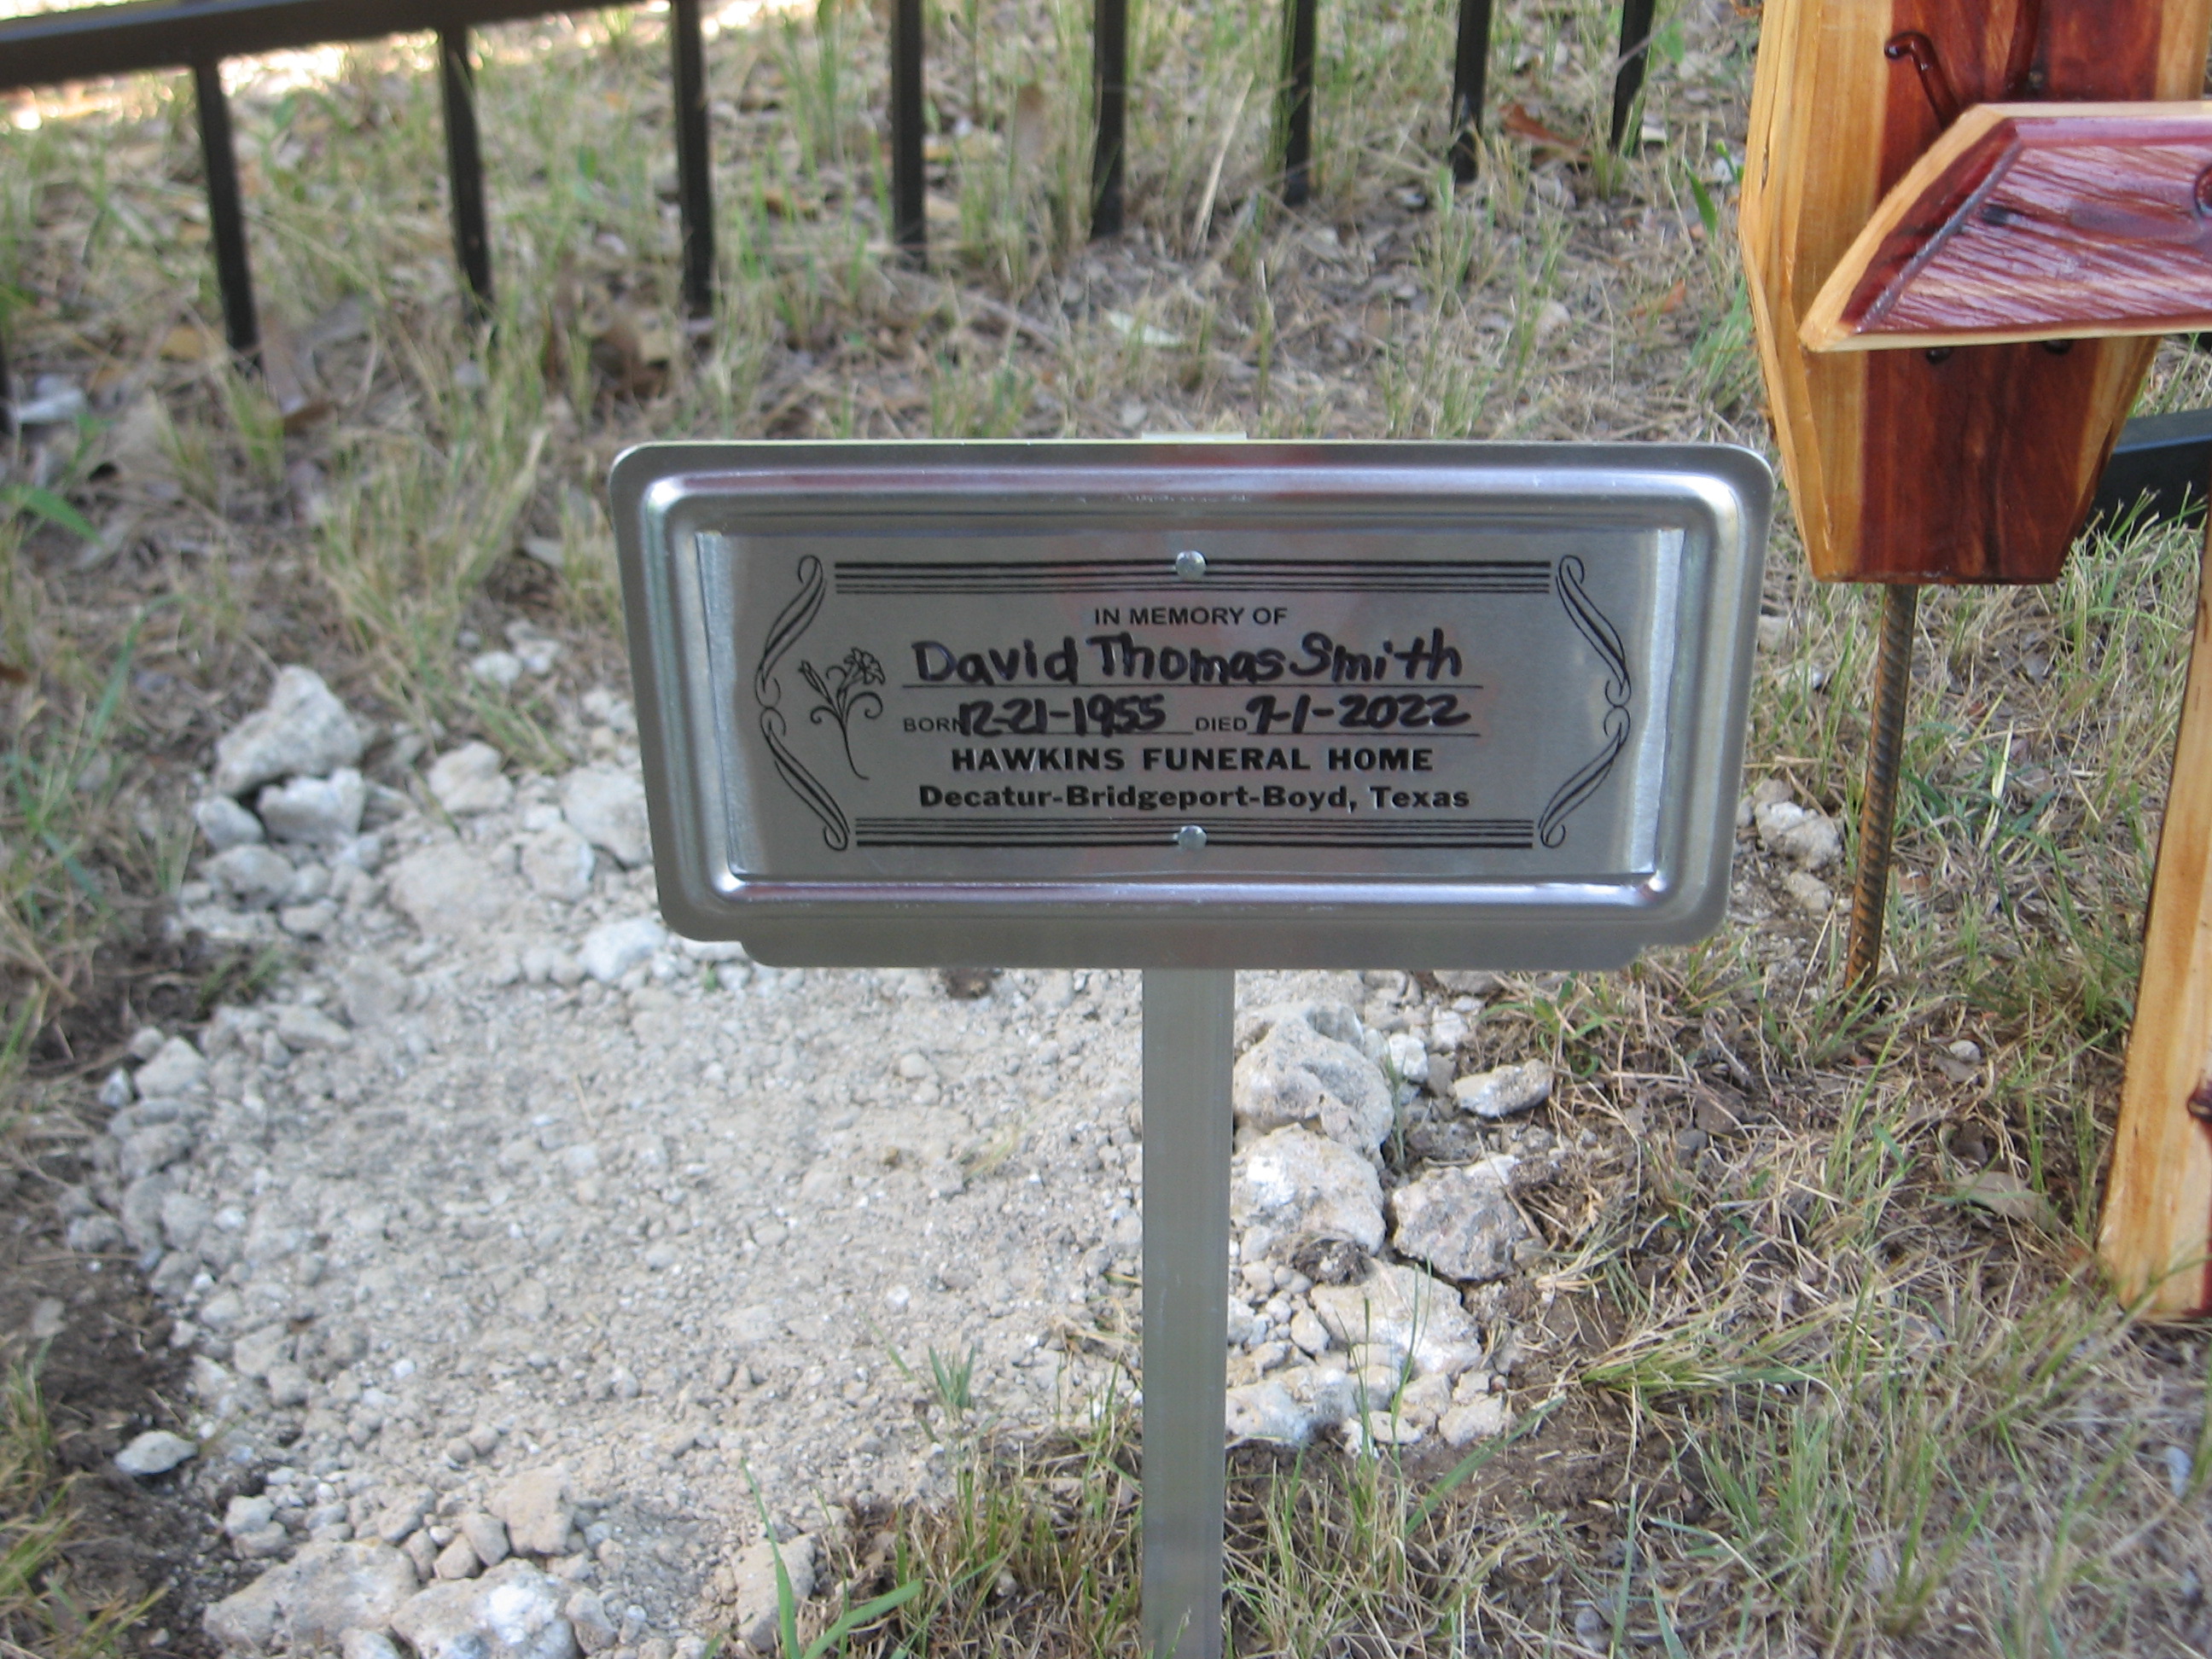 IN MEMORY OF
David Thomas Smith
BORN 12-21-1955 DIED 7-1-2022
HAWKINS FUNERAL HOME
Decatur-Bridgeport-Boyd, Texas